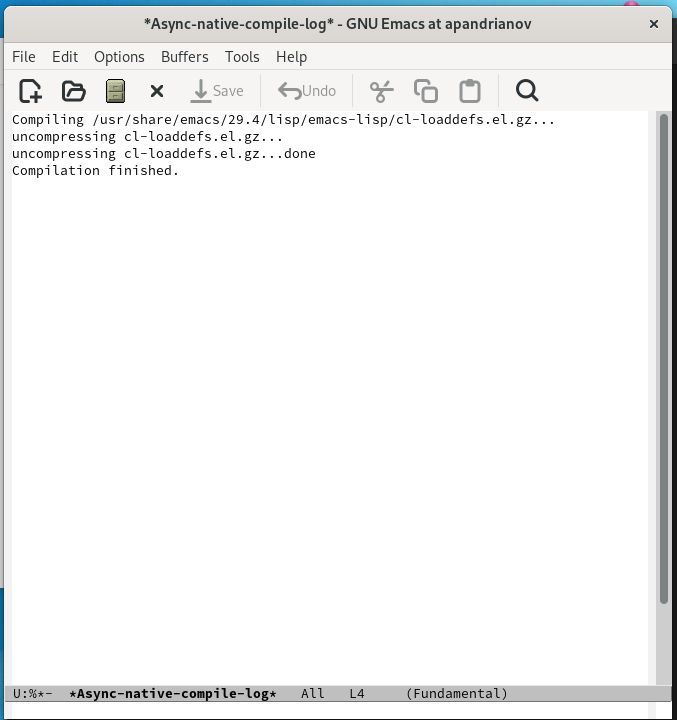 *Async-native-compile-log* - GNU Emacs at apandrianov
File Edit Options Buffers Tools Help
Save Undo
Compiling /usr/share/emacs/29.4/lisp/emacs-lisp/cl-loaddefs.el.gz...
uncompressing cl-loaddefs.el.gz...
uncompressing cl-loaddefs.el.gz...done
Compilation finished.
U:%*- *Async-native-compile-log* All L4 (Fundamental)